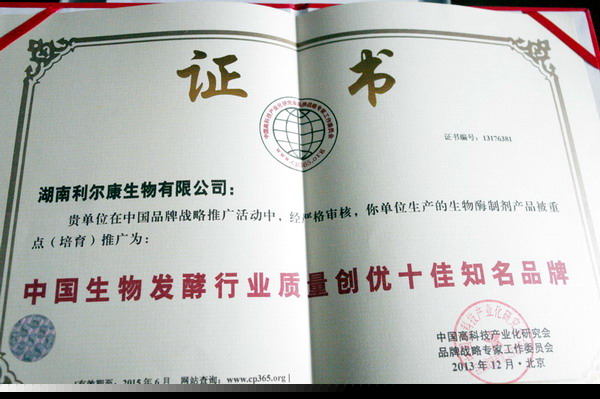 证书
证书编号：13176381
湖南利尔康生物有限公司：
贵单位在中国品牌战略推广活动中，经严格审核，你单位生产的生物酶制剂产品被重
点（培育）推广为：
中国生物发酵行业质量创优十佳知名品牌
中国高科技产业化研究会
品牌战略专家工作委员会
2013年12月·北京
[有效期至：2015年6月 网站查询：www.cp365.org]